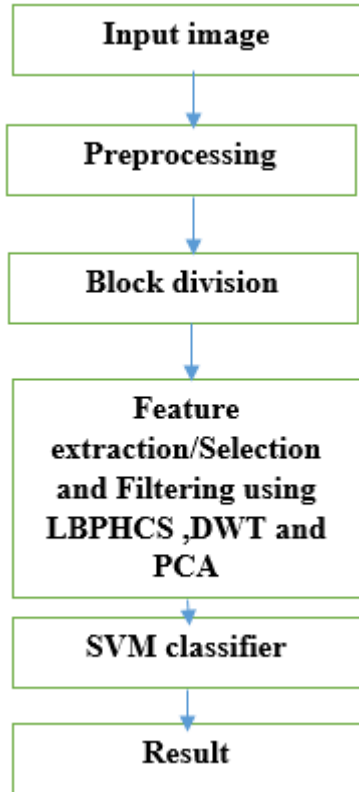 Input image
Preprocessing
Block division
Feature
extraction/Selection
and Filtering using
LBPHCS ,DWT and
PCA
SVM classifier
Result